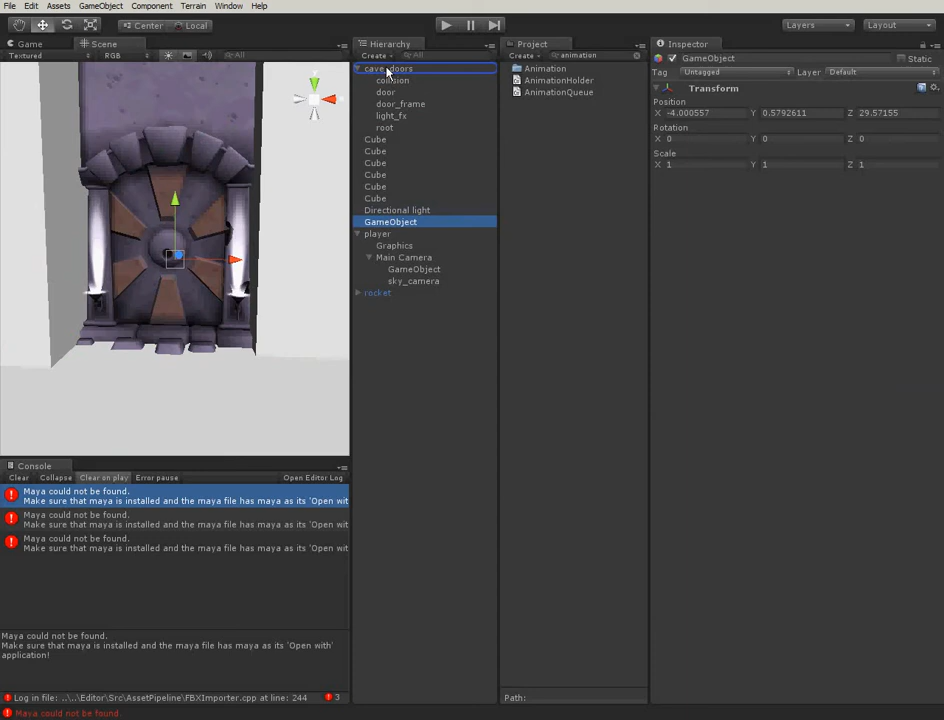 File Edit Assets GameObject Component Terrain Window Help
Center Local Layers Layout
Game Scene
Textured RGB All
Hierarchy
Create All
cave_doors
collision
door
door_frame
light_fx
root
Cube
Cube
Cube
Cube
Cube
Cube
Directional light
GameObject
player
Graphics
Main Camera
GameObject
sky_camera
rocket
Project
Create animation
Animation
AnimationHolder
AnimationQueue
Path:
Inspector
GameObject Static
Tag Untagged Layer Default
Transform
Position
X -4.000557 Y 0.5792611 Z 29.57155
Rotation
X 0 Y 0 Z 0
Scale
X 1 Y 1 Z 1
Console
Clear Collapse Clear on play Error pause Open Editor Log
Maya could not be found.
Make sure that maya is installed and the maya file has maya as its 'Open wit
Maya could not be found.
Make sure that maya is installed and the maya file has maya as its 'Open wit
Maya could not be found.
Make sure that maya is installed and the maya file has maya as its 'Open wit
Maya could not be found.
Make sure that maya is installed and the maya file has maya as its 'Open with'
application!
Log in file: ..\..\Editor\Src\AssetPipeline\FBXImporter.cpp at line: 244 3
Maya could not be found.